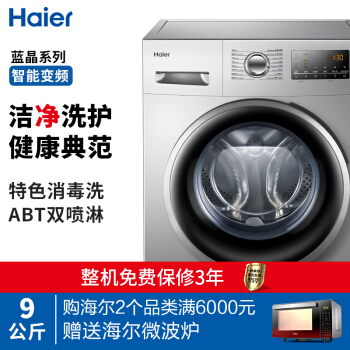 Haier
蓝晶系列
智能变频
洁净洗护
健康典范
特色消毒洗
ABT双喷淋
Haier
整机免费保修3年
9
公斤
购海尔2个品类满6000元
赠送海尔微波炉